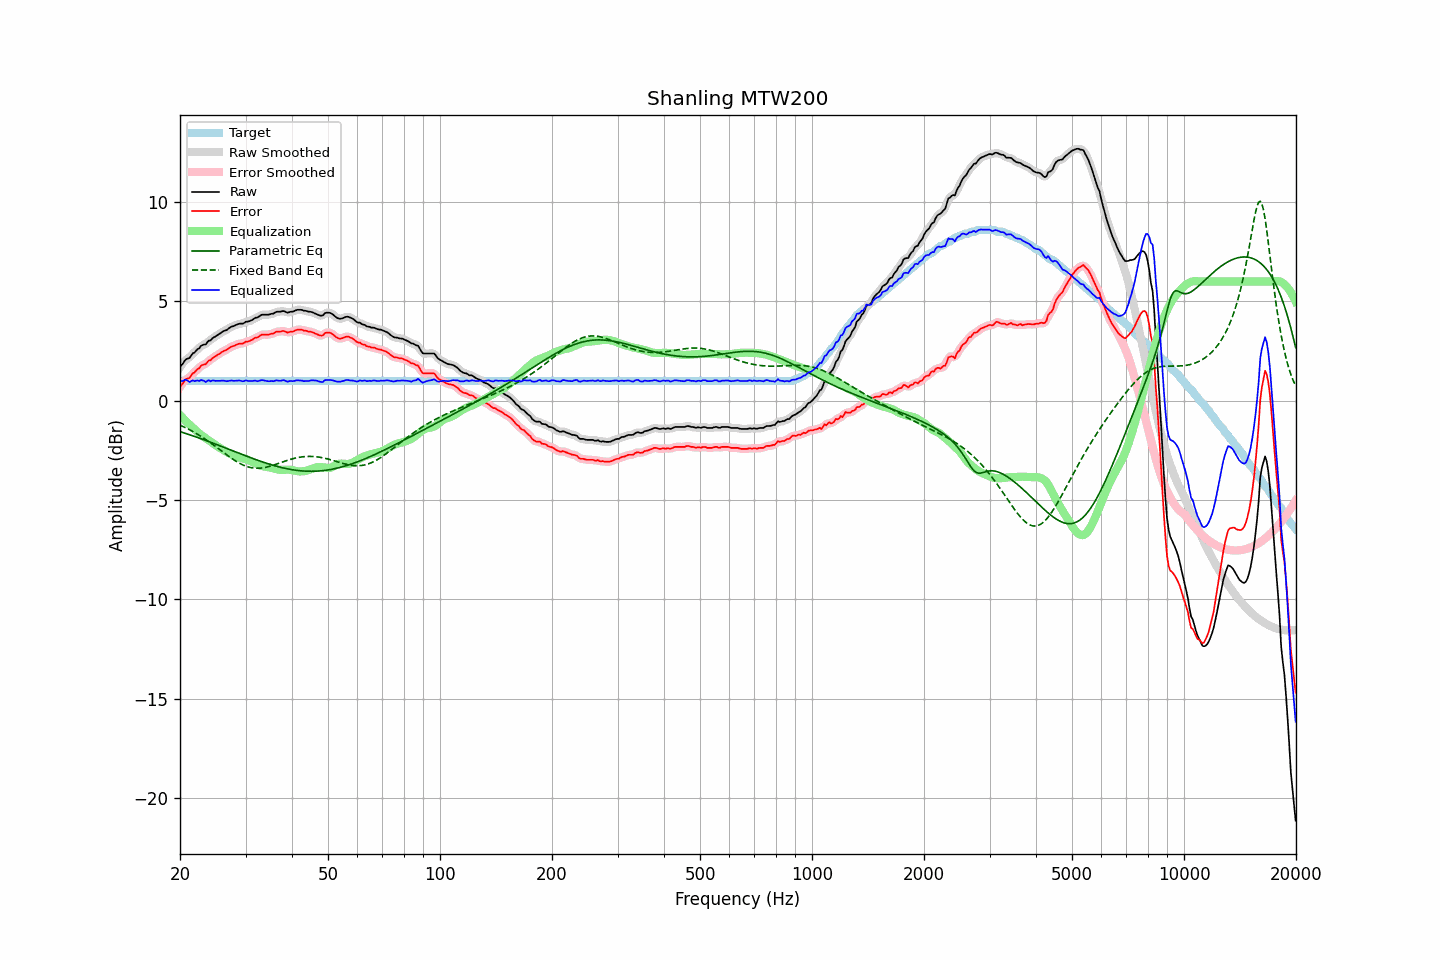 Shanling MTW200
Target
Raw Smoothed
Error Smoothed
Raw
Error
Equalization
Parametric Eq
Fixed Band Eq
Equalized
10
5
0
−5
−10
−15
−20
Amplitude (dBr)
20
50
100
200
500
1000
2000
5000
10000
20000
Frequency (Hz)